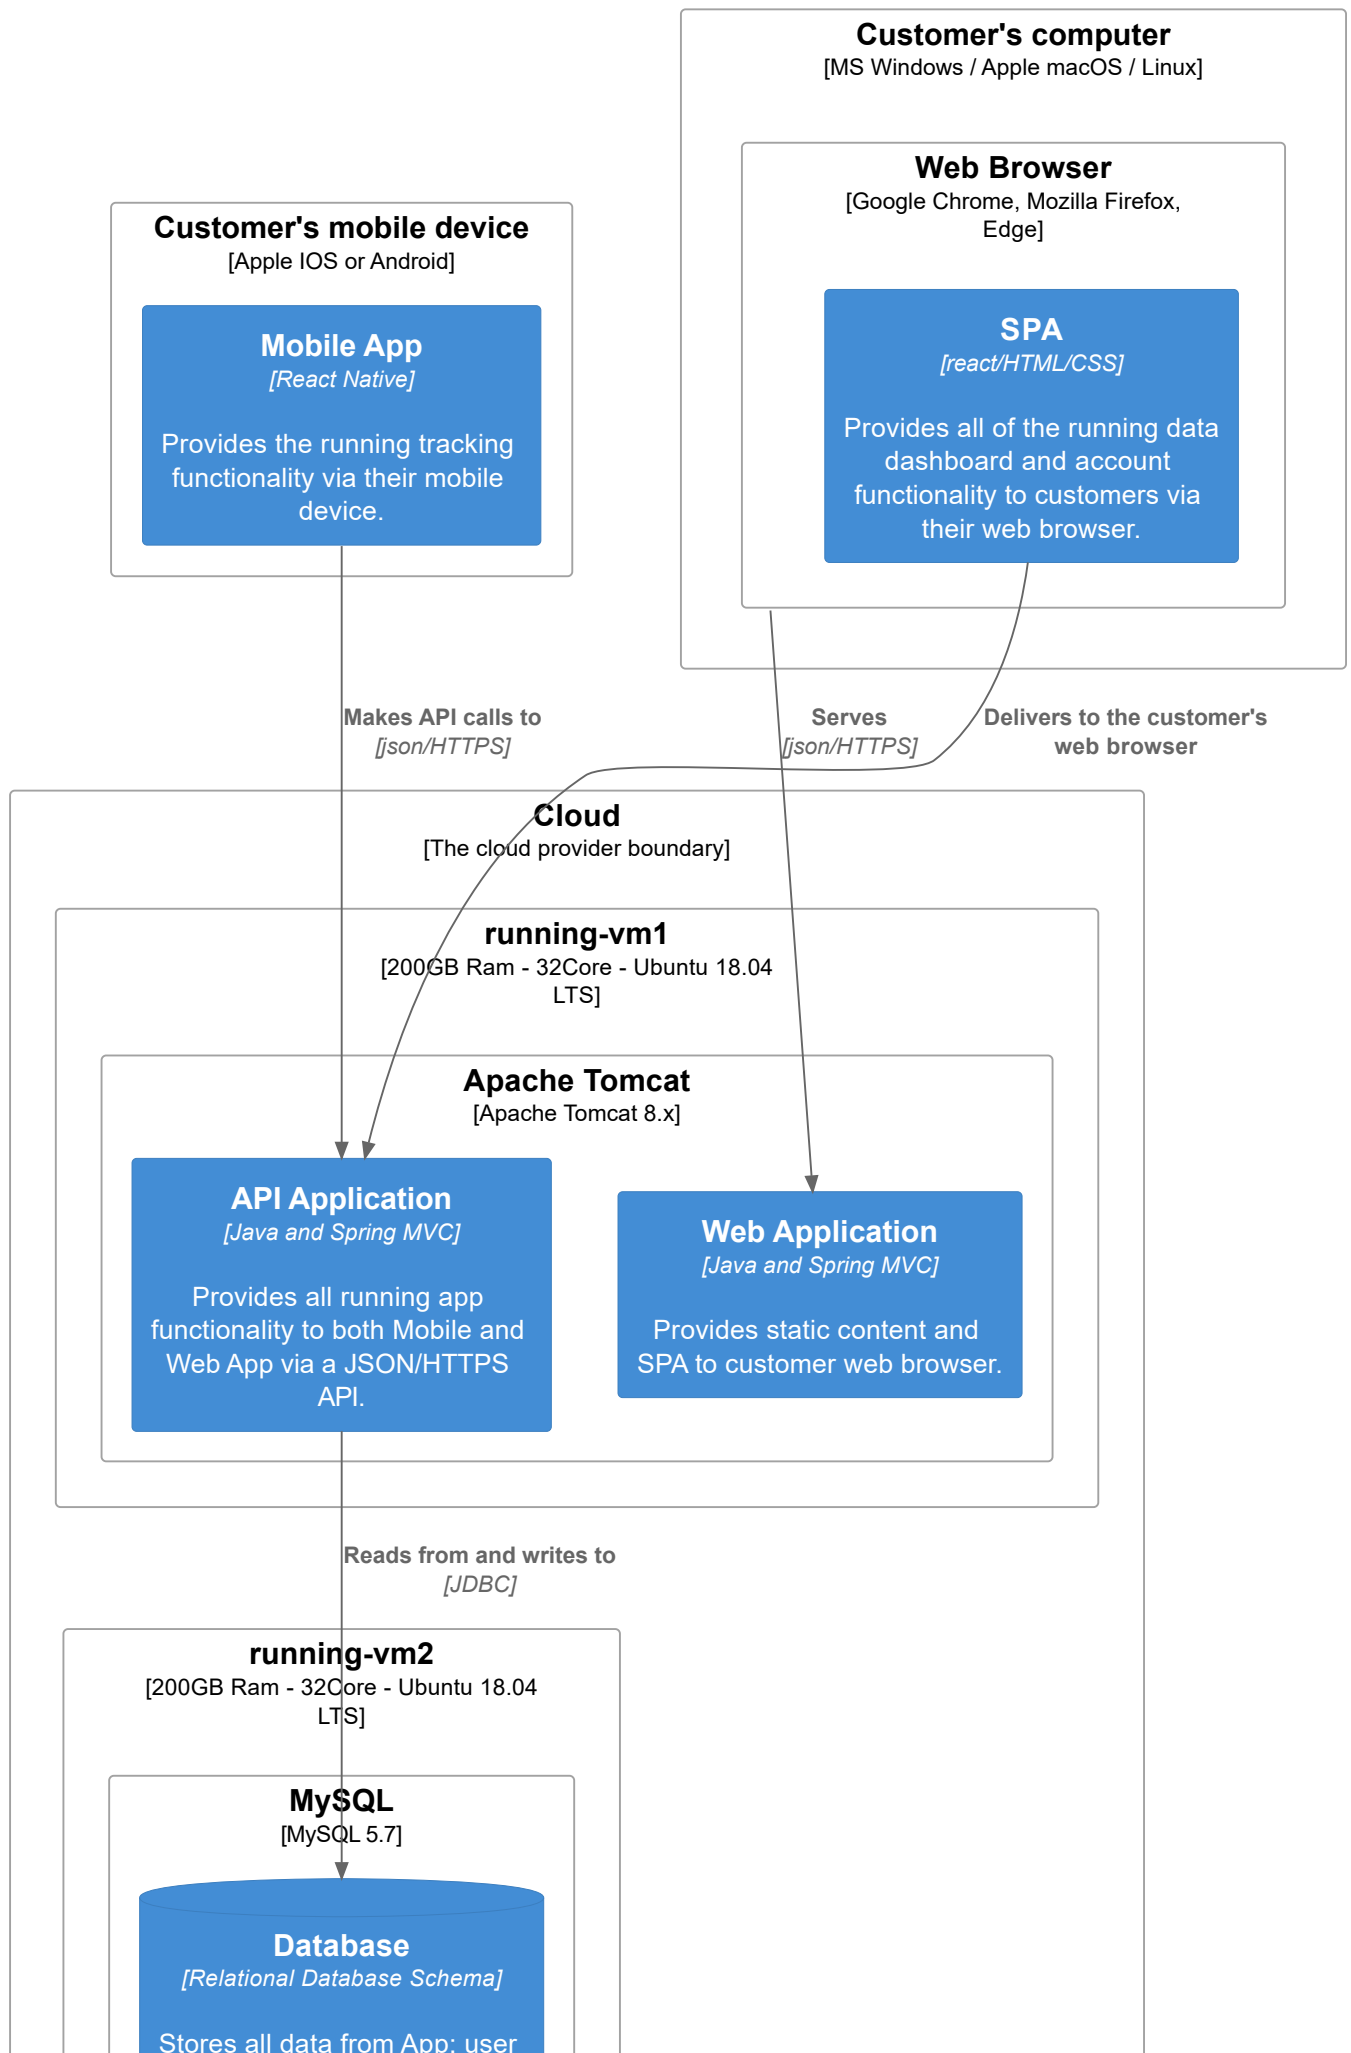 Customer's computer
[MS Windows / Apple macOS / Linux]
Web Browser
[Google Chrome, Mozilla Firefox,
Edge]
Customer's mobile device
[Apple IOS or Android]
Mobile App
[React Native]
Provides the running tracking
functionality via their mobile
device.
SPA
[react/HTML/CSS]
Provides all of the running data
dashboard and account
functionality to customers via
their web browser.
Makes API calls to
[json/HTTPS]
Serves
[json/HTTPS]
Delivers to the customer's
web browser
Cloud
[The cloud provider boundary]
running-vm1
[200GB Ram - 32Core - Ubuntu 18.04
LTS]
Apache Tomcat
[Apache Tomcat 8.x]
API Application
[Java and Spring MVC]
Provides all running app
functionality to both Mobile and
Web App via a JSON/HTTPS
API.
Web Application
[Java and Spring MVC]
Provides static content and
SPA to customer web browser.
Reads from and writes to
[JDBC]
running-vm2
[200GB Ram - 32Core - Ubuntu 18.04
LTS]
MySQL
[MySQL 5.7]
Database
[Relational Database Schema]
Stores all data from App: user